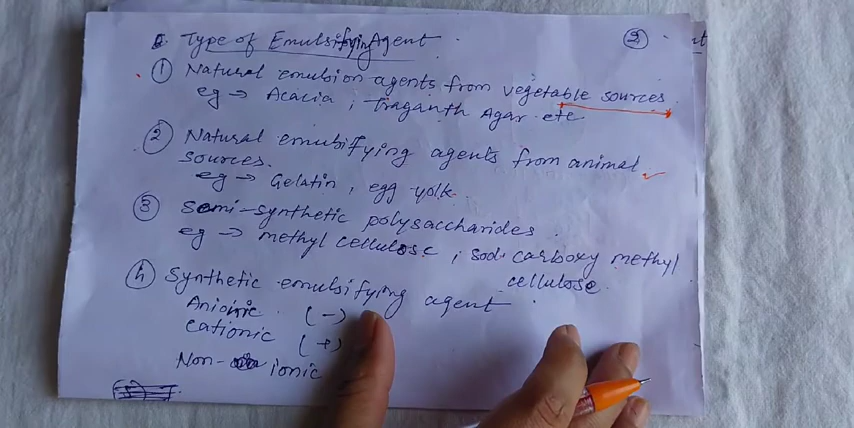 Type of Emulsifying Agent
②
① Natural emulsion agents from vegetable sources.
eg → Acacia, Traganth Agar etc
② Natural emulsifying agents from animal
sources.
eg → Gelatin, egg yolk.
③ Semi-synthetic polysaccharides.
eg → methyl cellulose, sod. carboxy methyl
cellulose
④ Synthetic emulsifying agent
Anionic (-)
Cationic (+)
Non-ionic